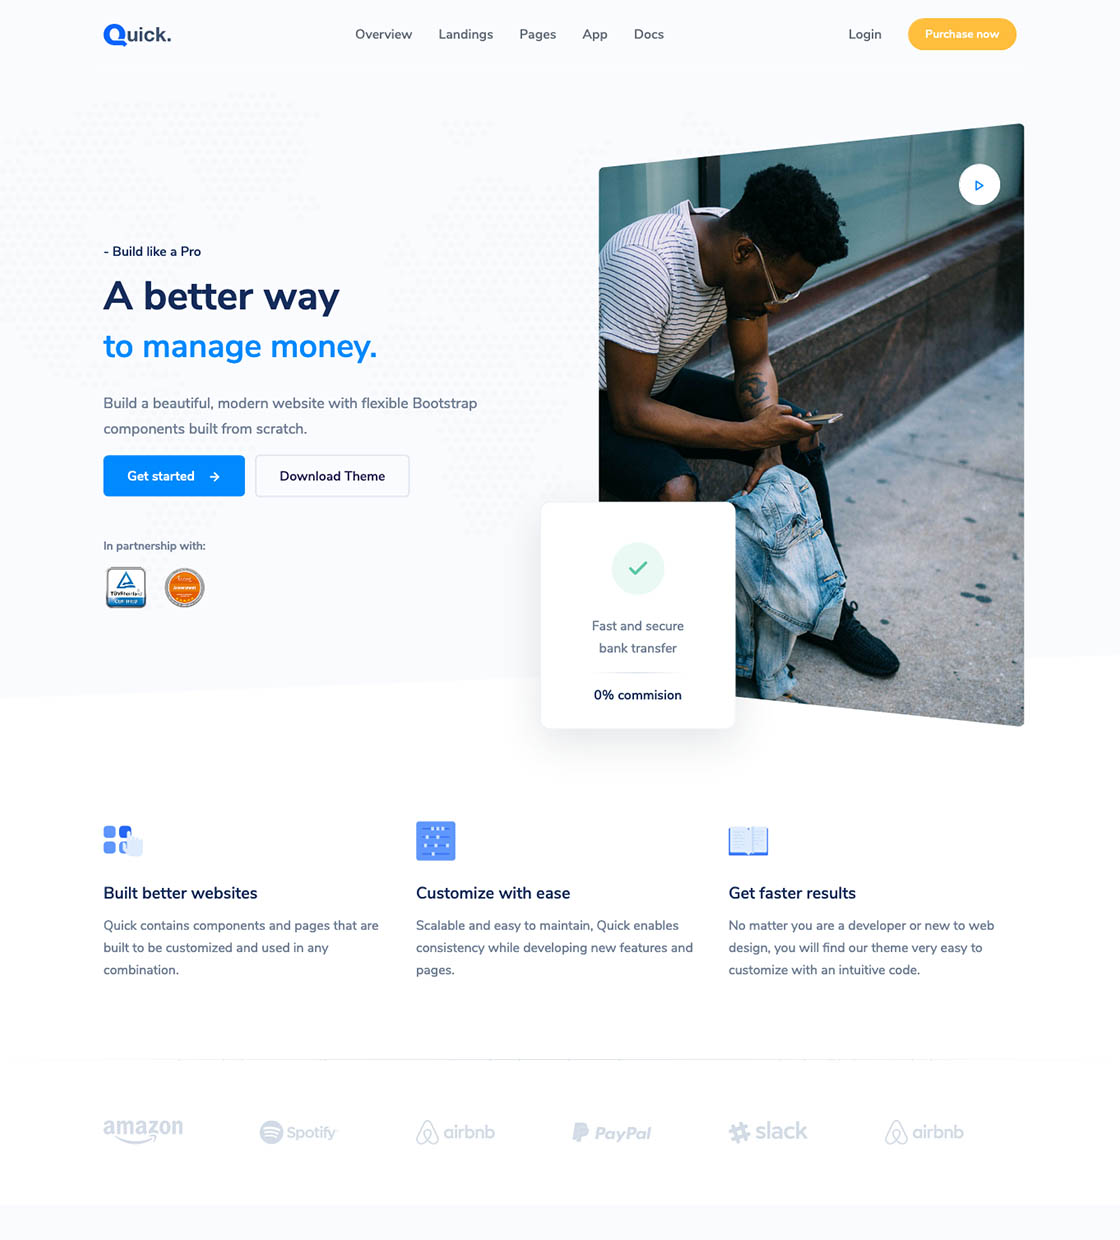 Quick.
Overview Landings Pages App Docs Login Purchase now
- Build like a Pro
A better way
to manage money.
Build a beautiful, modern website with flexible Bootstrap
components built from scratch.
Get started Download Theme
In partnership with:
TÜVRheinland
Fast and secure
bank transfer
0% commision
Built better websites
Quick contains components and pages that are
built to be customized and used in any
combination.
Customize with ease
Scalable and easy to maintain, Quick enables
consistency while developing new features and
pages.
Get faster results
No matter you are a developer or new to web
design, you will find our theme very easy to
customize with an intuitive code.
amazon Spotify airbnb PayPal slack airbnb